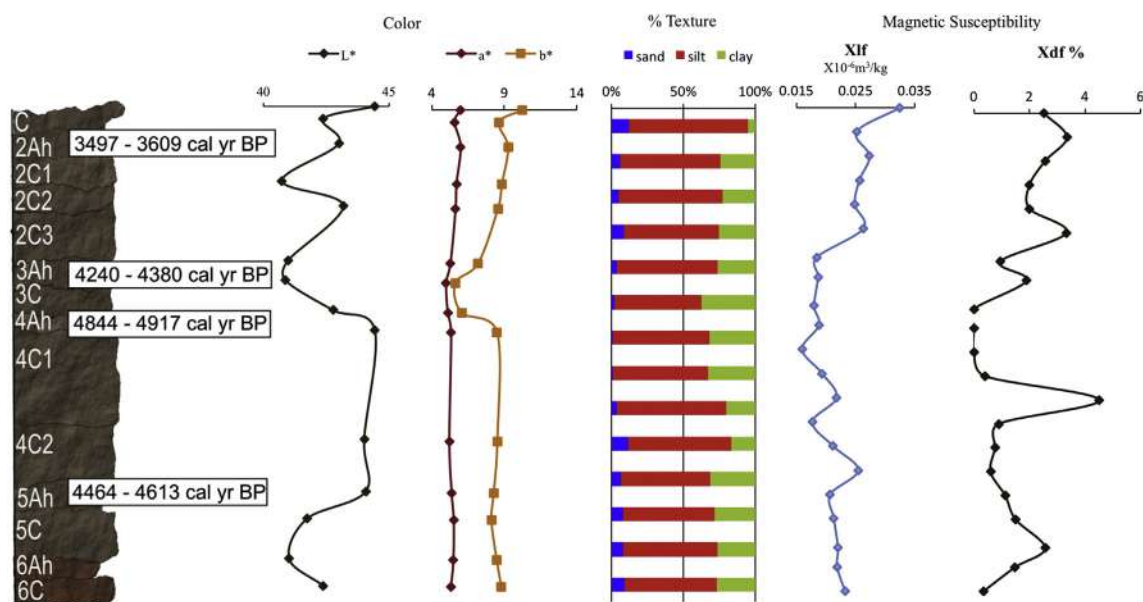 Color
% Texture
Magnetic Susceptibility
L*
a* b*
sand silt clay
Xlf
X10⁻⁶m³/kg
Xdf %
40 45
4 9 14
0% 50% 100%
0.015 0.025 0.035
0 2 4 6
C
2Ah
3497 - 3609 cal yr BP
2C1
2C2
2C3
3Ah
4240 - 4380 cal yr BP
3C
4Ah
4844 - 4917 cal yr BP
4C1
4C2
4464 - 4613 cal yr BP
5Ah
5C
6Ah
6C